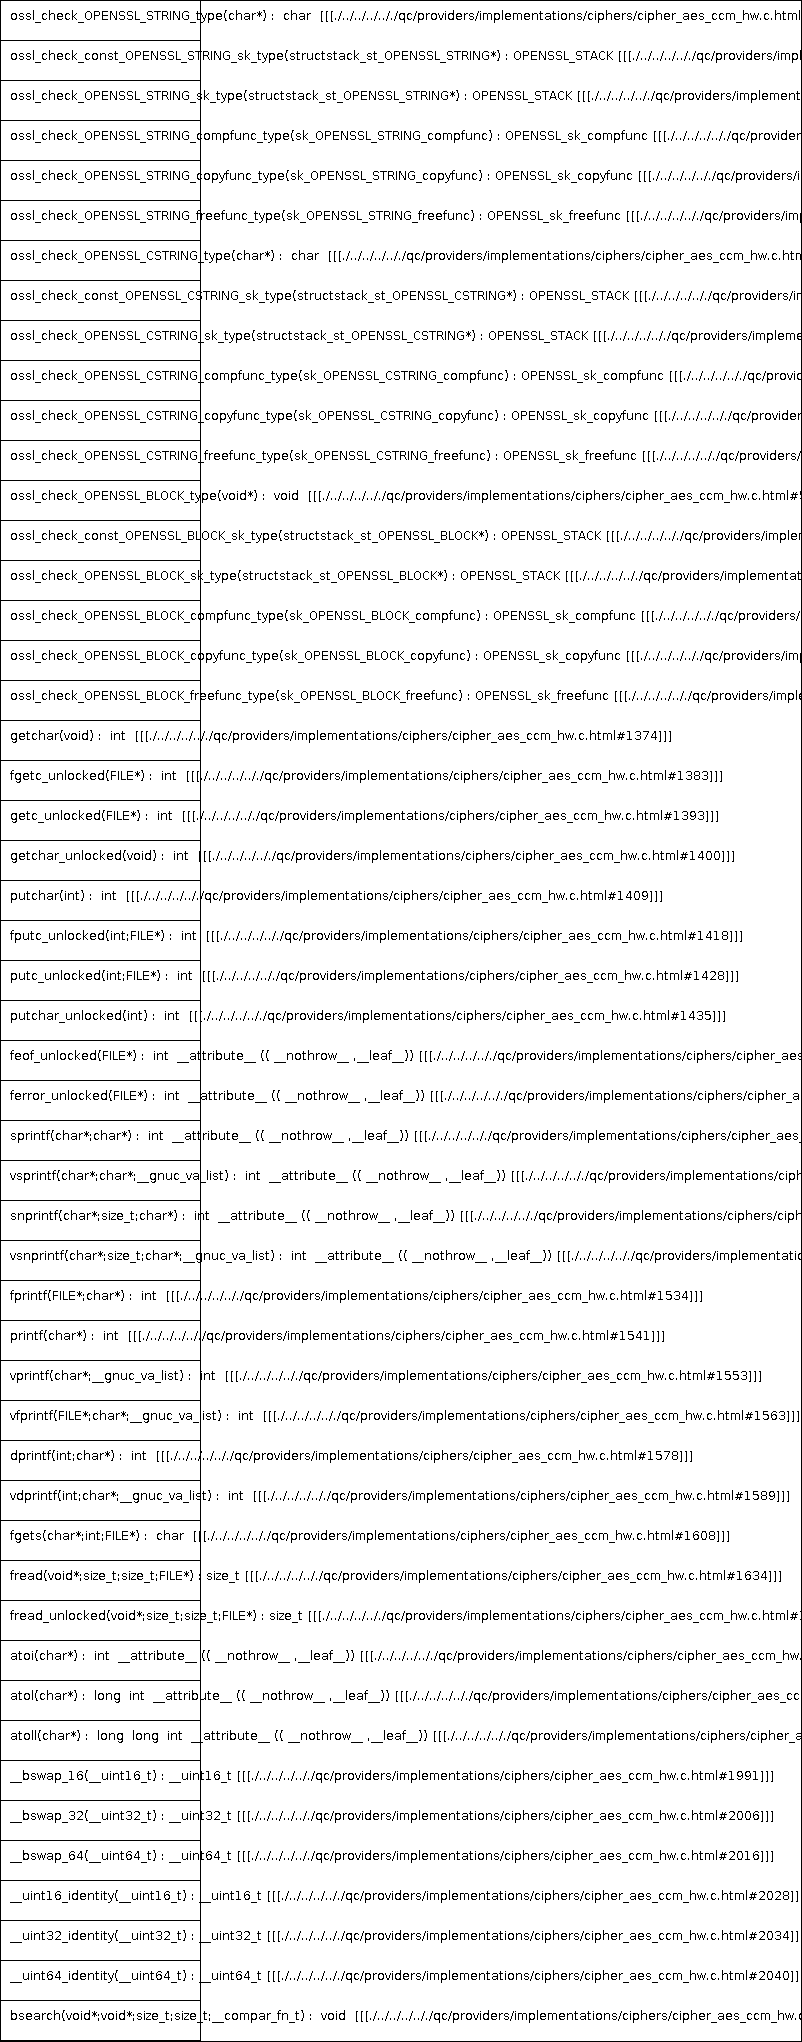 ossl_check_OPENSSL_STRING_type(char*) : char [[[./../../../../../qc/providers/implementations/ciphers/cipher_aes_ccm_hw.c.html
ossl_check_const_OPENSSL_STRING_sk_type(structstack_st_OPENSSL_STRING*) : OPENSSL_STACK [[[./../../../../../qc/providers/impl
ossl_check_OPENSSL_STRING_sk_type(structstack_st_OPENSSL_STRING*) : OPENSSL_STACK [[[./../../../../../qc/providers/implement
ossl_check_OPENSSL_STRING_compfunc_type(sk_OPENSSL_STRING_compfunc) : OPENSSL_sk_compfunc [[[./../../../../../qc/provider
ossl_check_OPENSSL_STRING_copyfunc_type(sk_OPENSSL_STRING_copyfunc) : OPENSSL_sk_copyfunc [[[./../../../../../qc/providers/i
ossl_check_OPENSSL_STRING_freefunc_type(sk_OPENSSL_STRING_freefunc) : OPENSSL_sk_freefunc [[[./../../../../../qc/providers/imp
ossl_check_OPENSSL_CSTRING_type(char*) : char [[[./../../../../../qc/providers/implementations/ciphers/cipher_aes_ccm_hw.c.htm
ossl_check_const_OPENSSL_CSTRING_sk_type(structstack_st_OPENSSL_CSTRING*) : OPENSSL_STACK [[[./../../../../../qc/providers/in
ossl_check_OPENSSL_CSTRING_sk_type(structstack_st_OPENSSL_CSTRING*) : OPENSSL_STACK [[[./../../../../../qc/providers/impleme
ossl_check_OPENSSL_CSTRING_compfunc_type(sk_OPENSSL_CSTRING_compfunc) : OPENSSL_sk_compfunc [[[./../../../../../qc/provid
ossl_check_OPENSSL_CSTRING_copyfunc_type(sk_OPENSSL_CSTRING_copyfunc) : OPENSSL_sk_copyfunc [[[./../../../../../qc/provider
ossl_check_OPENSSL_CSTRING_freefunc_type(sk_OPENSSL_CSTRING_freefunc) : OPENSSL_sk_freefunc [[[./../../../../../qc/providers/
ossl_check_OPENSSL_BLOCK_type(void*) : void [[[./../../../../../qc/providers/implementations/ciphers/cipher_aes_ccm_hw.c.html#
ossl_check_const_OPENSSL_BLOCK_sk_type(structstack_st_OPENSSL_BLOCK*) : OPENSSL_STACK [[[./../../../../../qc/providers/implem
ossl_check_OPENSSL_BLOCK_sk_type(structstack_st_OPENSSL_BLOCK*) : OPENSSL_STACK [[[./../../../../../qc/providers/implementat
ossl_check_OPENSSL_BLOCK_compfunc_type(sk_OPENSSL_BLOCK_compfunc) : OPENSSL_sk_compfunc [[[./../../../../../qc/providers/
ossl_check_OPENSSL_BLOCK_copyfunc_type(sk_OPENSSL_BLOCK_copyfunc) : OPENSSL_sk_copyfunc [[[./../../../../../qc/providers/imp
ossl_check_OPENSSL_BLOCK_freefunc_type(sk_OPENSSL_BLOCK_freefunc) : OPENSSL_sk_freefunc [[[./../../../../../qc/providers/imple
getchar(void) : int [[[./../../../../../qc/providers/implementations/ciphers/cipher_aes_ccm_hw.c.html#1374]]]
fgetc_unlocked(FILE*) : int [[[./../../../../../qc/providers/implementations/ciphers/cipher_aes_ccm_hw.c.html#1383]]]
getc_unlocked(FILE*) : int [[[./../../../../../qc/providers/implementations/ciphers/cipher_aes_ccm_hw.c.html#1393]]]
getchar_unlocked(void) : int [[[./../../../../../qc/providers/implementations/ciphers/cipher_aes_ccm_hw.c.html#1400]]]
putchar(int) : int [[[./../../../../../qc/providers/implementations/ciphers/cipher_aes_ccm_hw.c.html#1409]]]
fputc_unlocked(int;FILE*) : int [[[./../../../../../qc/providers/implementations/ciphers/cipher_aes_ccm_hw.c.html#1418]]]
putc_unlocked(int;FILE*) : int [[[./../../../../../qc/providers/implementations/ciphers/cipher_aes_ccm_hw.c.html#1428]]]
putchar_unlocked(int) : int [[[./../../../../../qc/providers/implementations/ciphers/cipher_aes_ccm_hw.c.html#1435]]]
feof_unlocked(FILE*) : int __attribute__ (( __nothrow__ ,__leaf__)) [[[./../../../../../qc/providers/implementations/ciphers/cipher_aes
ferror_unlocked(FILE*) : int __attribute__ (( __nothrow__ ,__leaf__)) [[[./../../../../../qc/providers/implementations/ciphers/cipher_a
sprintf(char*;char*) : int __attribute__ (( __nothrow__ ,__leaf__)) [[[./../../../../../qc/providers/implementations/ciphers/cipher_aes_
vsprintf(char*;char*;__gnuc_va_list) : int __attribute__ (( __nothrow__ ,__leaf__)) [[[./../../../../../qc/providers/implementations/ciph
snprintf(char*;size_t;char*) : int __attribute__ (( __nothrow__ ,__leaf__)) [[[./../../../../../qc/providers/implementations/ciphers/ciph
vsnprintf(char*;size_t;char*;__gnuc_va_list) : int __attribute__ (( __nothrow__ ,__leaf__)) [[[./../../../../../qc/providers/implementatio
fprintf(FILE*;char*) : int [[[./../../../../../qc/providers/implementations/ciphers/cipher_aes_ccm_hw.c.html#1534]]]
printf(char*) : int [[[./../../../../../qc/providers/implementations/ciphers/cipher_aes_ccm_hw.c.html#1541]]]
vprintf(char*;__gnuc_va_list) : int [[[./../../../../../qc/providers/implementations/ciphers/cipher_aes_ccm_hw.c.html#1553]]]
vfprintf(FILE*;char*;__gnuc_va_list) : int [[[./../../../../../qc/providers/implementations/ciphers/cipher_aes_ccm_hw.c.html#1563]]]
dprintf(int;char*) : int [[[./../../../../../qc/providers/implementations/ciphers/cipher_aes_ccm_hw.c.html#1578]]]
vdprintf(int;char*;__gnuc_va_list) : int [[[./../../../../../qc/providers/implementations/ciphers/cipher_aes_ccm_hw.c.html#1589]]]
fgets(char*;int;FILE*) : char [[[./../../../../../qc/providers/implementations/ciphers/cipher_aes_ccm_hw.c.html#1608]]]
fread(void*;size_t;size_t;FILE*) : size_t [[[./../../../../../qc/providers/implementations/ciphers/cipher_aes_ccm_hw.c.html#1634]]]
fread_unlocked(void*;size_t;size_t;FILE*) : size_t [[[./../../../../../qc/providers/implementations/ciphers/cipher_aes_ccm_hw.c.html#
atoi(char*) : int __attribute__ (( __nothrow__ ,__leaf__)) [[[./../../../../../qc/providers/implementations/ciphers/cipher_aes_ccm_hw.
atol(char*) : long int __attribute__ (( __nothrow__ ,__leaf__)) [[[./../../../../../qc/providers/implementations/ciphers/cipher_aes_cc
atoll(char*) : long long int __attribute__ (( __nothrow__ ,__leaf__)) [[[./../../../../../qc/providers/implementations/ciphers/cipher_a
__bswap_16(__uint16_t) : __uint16_t [[[./../../../../../qc/providers/implementations/ciphers/cipher_aes_ccm_hw.c.html#1991]]]
__bswap_32(__uint32_t) : __uint32_t [[[./../../../../../qc/providers/implementations/ciphers/cipher_aes_ccm_hw.c.html#2006]]]
__bswap_64(__uint64_t) : __uint64_t [[[./../../../../../qc/providers/implementations/ciphers/cipher_aes_ccm_hw.c.html#2016]]]
__uint16_identity(__uint16_t) : __uint16_t [[[./../../../../../qc/providers/implementations/ciphers/cipher_aes_ccm_hw.c.html#2028]]
__uint32_identity(__uint32_t) : __uint32_t [[[./../../../../../qc/providers/implementations/ciphers/cipher_aes_ccm_hw.c.html#2034]]
__uint64_identity(__uint64_t) : __uint64_t [[[./../../../../../qc/providers/implementations/ciphers/cipher_aes_ccm_hw.c.html#2040]]
bsearch(void*;void*;size_t;size_t;__compar_fn_t) : void [[[./../../../../../qc/providers/implementations/ciphers/cipher_aes_ccm_hw.c